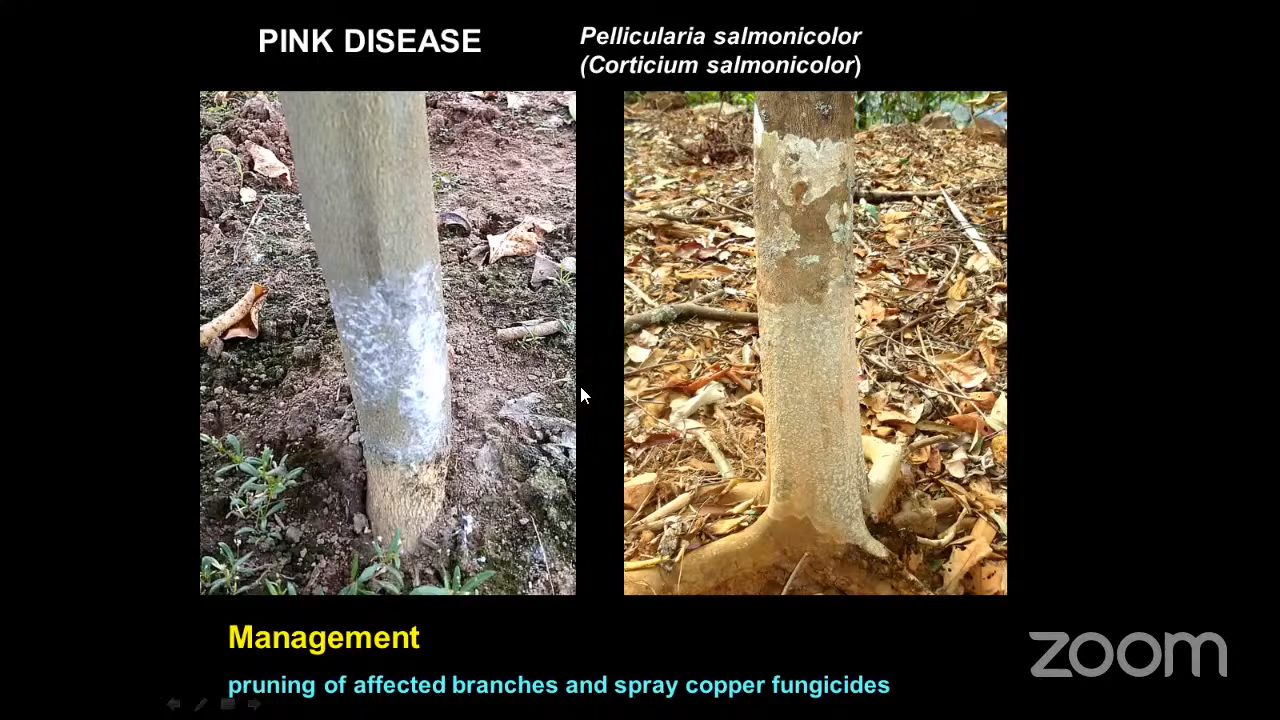 PINK DISEASE
Pellicularia salmonicolor
(Corticium salmonicolor)
Management
pruning of affected branches and spray copper fungicides
zoom